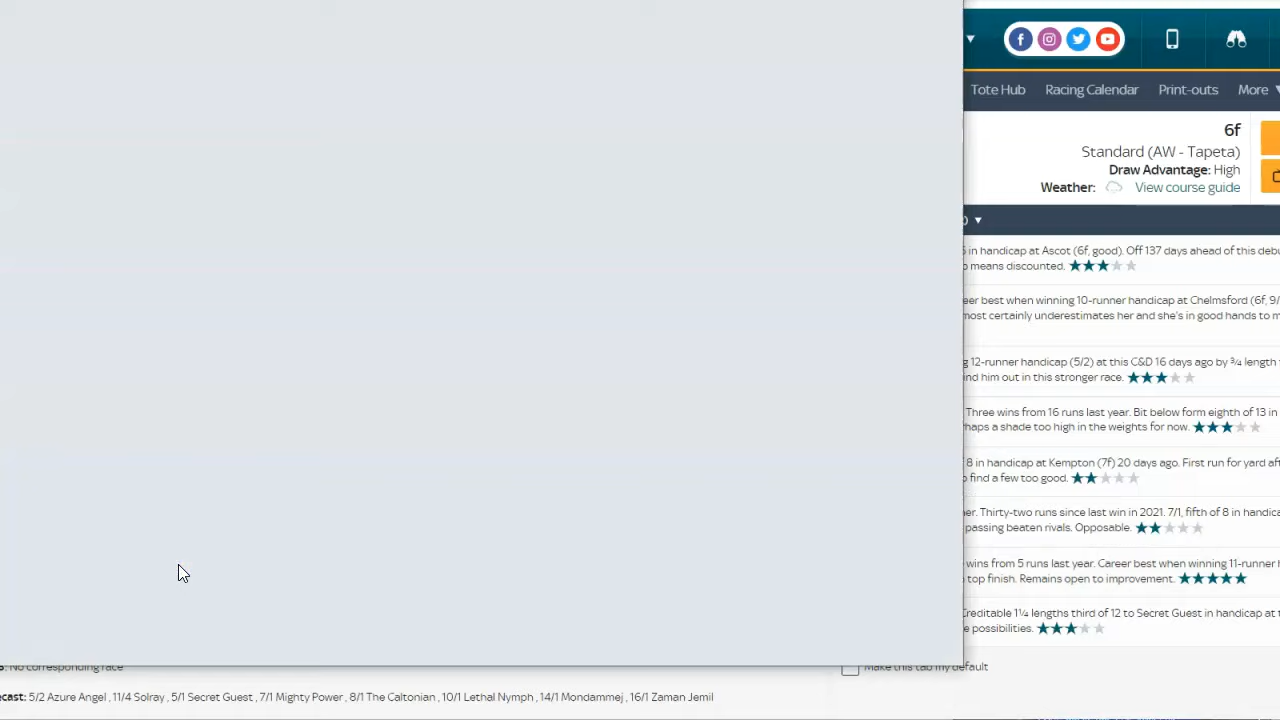 Tote Hub Racing Calendar Print-outs More
6f
Standard (AW - Tapeta)
Draw Advantage: High
Weather: View course guide
in handicap at Ascot (6f, good). Off 137 days ahead of this debu
means discounted.
eer best when winning 10-runner handicap at Chelmsford (6f, 9/
most certainly underestimates her and she's in good hands to m
g 12-runner handicap (5/2) at this C&D 16 days ago by ¾ length
nd him out in this stronger race.
Three wins from 16 runs last year. Bit below form eighth of 13 in
haps a shade too high in the weights for now.
8 in handicap at Kempton (7f) 20 days ago. First run for yard aft
find a few too good.
er. Thirty-two runs since last win in 2021. 7/1, fifth of 8 in handica
passing beaten rivals. Opposable.
wins from 5 runs last year. Career best when winning 11-runner h
top finish. Remains open to improvement.
Creditable 1¼ lengths third of 12 to Secret Guest in handicap at t
e possibilities.
No corresponding race
Make this tab my default
ecast: 5/2 Azure Angel , 11/4 Solray , 5/1 Secret Guest , 7/1 Mighty Power , 8/1 The Caltonian , 10/1 Lethal Nymph , 14/1 Mondammej , 16/1 Zaman Jemil